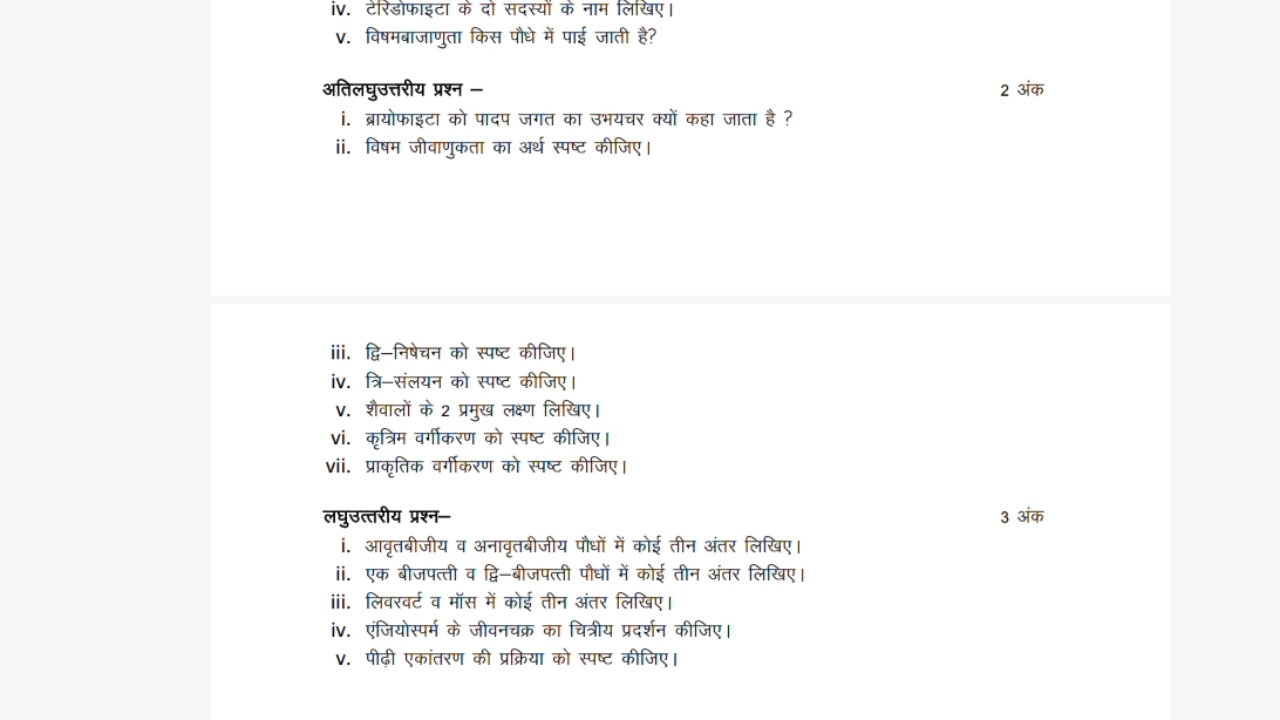 iv. टेरिडोफाइटा के दो सदस्यों के नाम लिखिए।
v. विषमबाजाणुता किस पौधे में पाई जाती है?
अतिलघुउत्तरीय प्रश्न – 2 अंक
i. ब्रायोफाइटा को पादप जगत का उभयचर क्यों कहा जाता है ?
ii. विषम जीवाणुकता का अर्थ स्पष्ट कीजिए।
iii. द्वि–निषेचन को स्पष्ट कीजिए।
iv. त्रि–संलयन को स्पष्ट कीजिए।
v. शैवालों के 2 प्रमुख लक्ष्ण लिखिए।
vi. कृत्रिम वर्गीकरण को स्पष्ट कीजिए।
vii. प्राकृतिक वर्गीकरण को स्पष्ट कीजिए।
लघुउत्तरीय प्रश्न– 3 अंक
i. आवृतबीजीय व अनावृतबीजीय पौधों में कोई तीन अंतर लिखिए।
ii. एक बीजपत्ती व द्वि–बीजपत्ती पौधों में कोई तीन अंतर लिखिए।
iii. लिवरवर्ट व मॉस में कोई तीन अंतर लिखिए।
iv. एंजियोस्पर्म के जीवनचक्र का चित्रीय प्रदर्शन कीजिए।
v. पीढ़ी एकांतरण की प्रक्रिया को स्पष्ट कीजिए।